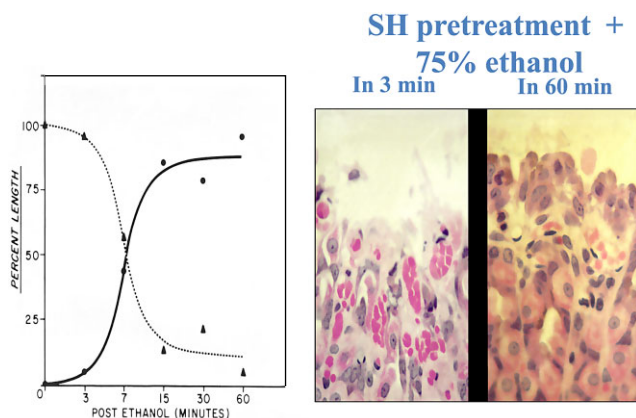 SH pretreatment +
75% ethanol
In 3 min
In 60 min
PERCENT LENGTH
100
75
50
25
0
3
7
15
30
60
POST ETHANOL (MINUTES)